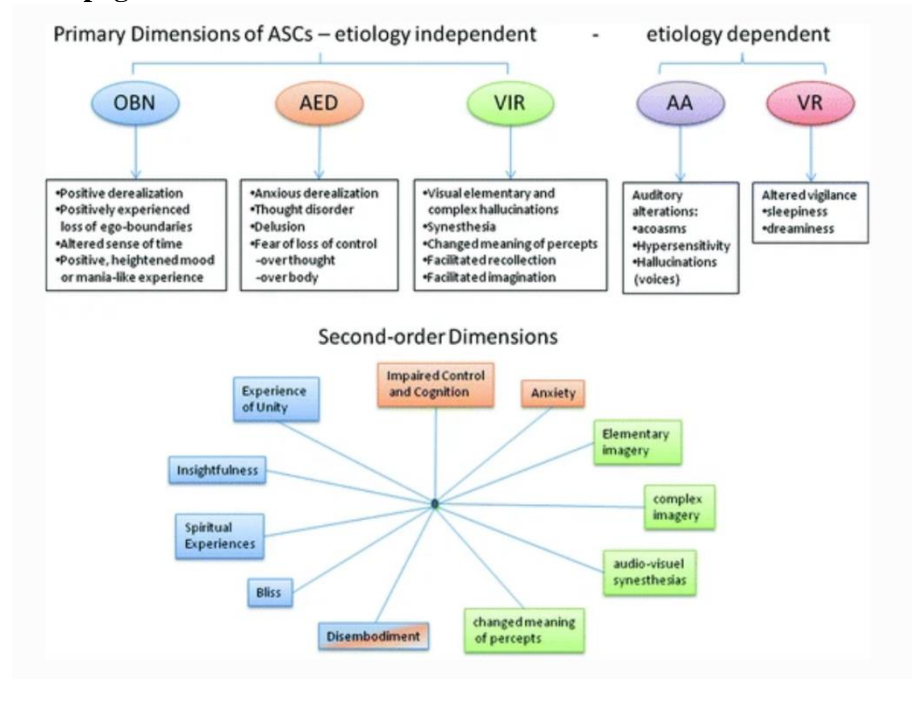 Primary Dimensions of ASCs – etiology independent - etiology dependent
OBN
AED
VIR
AA
VR
•Positive derealization
•Positively experienced
loss of ego-boundaries
•Altered sense of time
•Positive, heightened mood
or mania-like experience
•Anxious derealization
•Thought disorder
•Delusion
•Fear of loss of control
-over thought
-over body
•Visual elementary and
complex hallucinations
•Synesthesia
•Changed meaning of percepts
•Facilitated recollection
•Facilitated imagination
Auditory
alterations:
•acoasms
•Hypersensitivity
•Hallucinations
(voices)
Altered vigilance
•sleepiness
•dreaminess
Second-order Dimensions
Impaired Control
and Cognition
Experience
of Unity
Anxiety
Elementary
imagery
Insightfulness
complex
imagery
Spiritual
Experiences
audio-visuel
synesthesias
Bliss
changed meaning
of percepts
Disembodiment